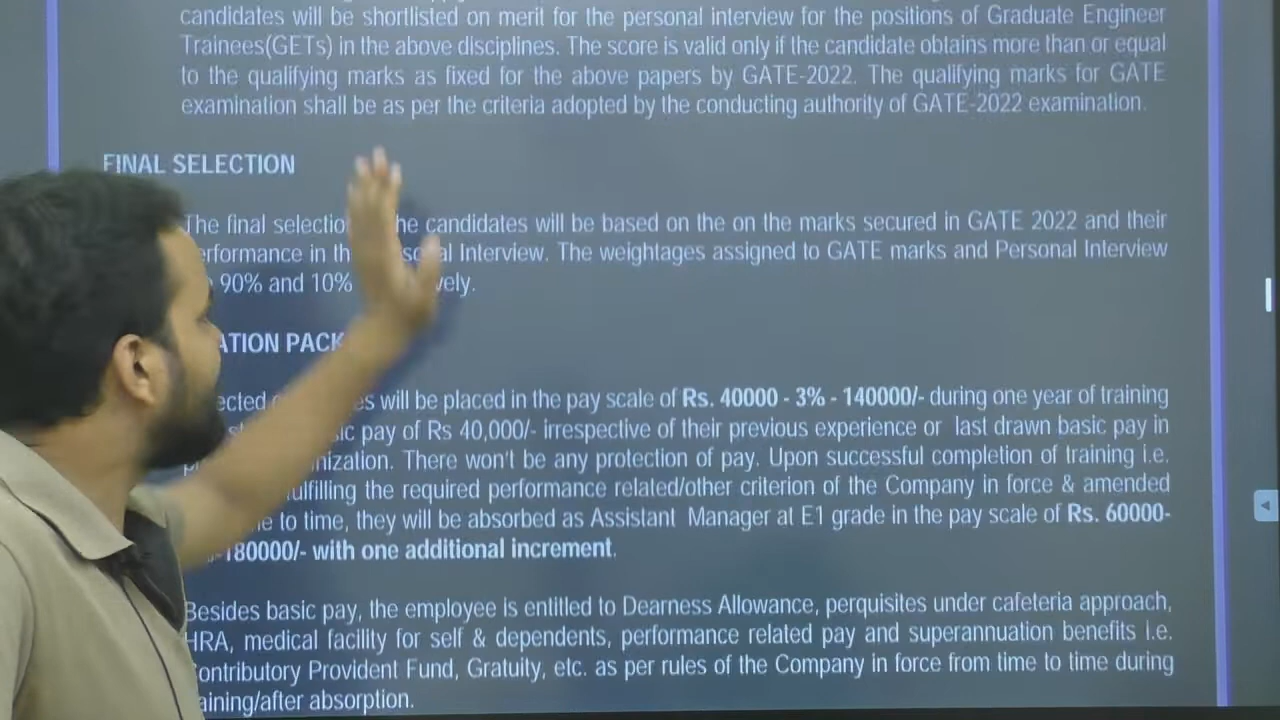 candidates will be shortlisted on merit for the personal interview for the positions of Graduate Engineer
Trainees(GETs) in the above disciplines. The score is valid only if the candidate obtains more than or equal
to the qualifying marks as fixed for the above papers by GATE-2022. The qualifying marks for GATE
examination shall be as per the criteria adopted by the conducting authority of GATE-2022 examination.
FINAL SELECTION
The final selection he candidates will be based on the on the marks secured in GATE 2022 and their
erformance in th al Interview. The weightages assigned to GATE marks and Personal Interview
90% and 10% vely.
ATION PACK
ected es will be placed in the pay scale of Rs. 40000 - 3% - 140000/- during one year of training
ic pay of Rs 40,000/- irrespective of their previous experience or last drawn basic pay in
nization. There won't be any protection of pay. Upon successful completion of training i.e.
ulfilling the required performance related/other criterion of the Company in force & amended
e to time, they will be absorbed as Assistant Manager at E1 grade in the pay scale of Rs. 60000-
-180000/- with one additional increment.
Besides basic pay, the employee is entitled to Dearness Allowance, perquisites under cafeteria approach,
HRA, medical facility for self & dependents, performance related pay and superannuation benefits i.e.
ontributory Provident Fund, Gratuity, etc. as per rules of the Company in force from time to time during
aining/after absorption.